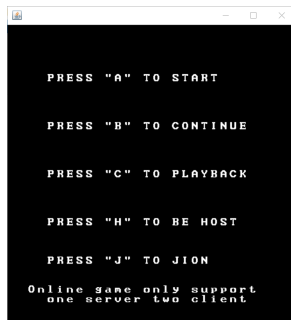 PRESS "A" TO START
PRESS "B" TO CONTINUE
PRESS "C" TO PLAYBACK
PRESS "H" TO BE HOST
PRESS "J" TO JION
Online game only support
one server two client